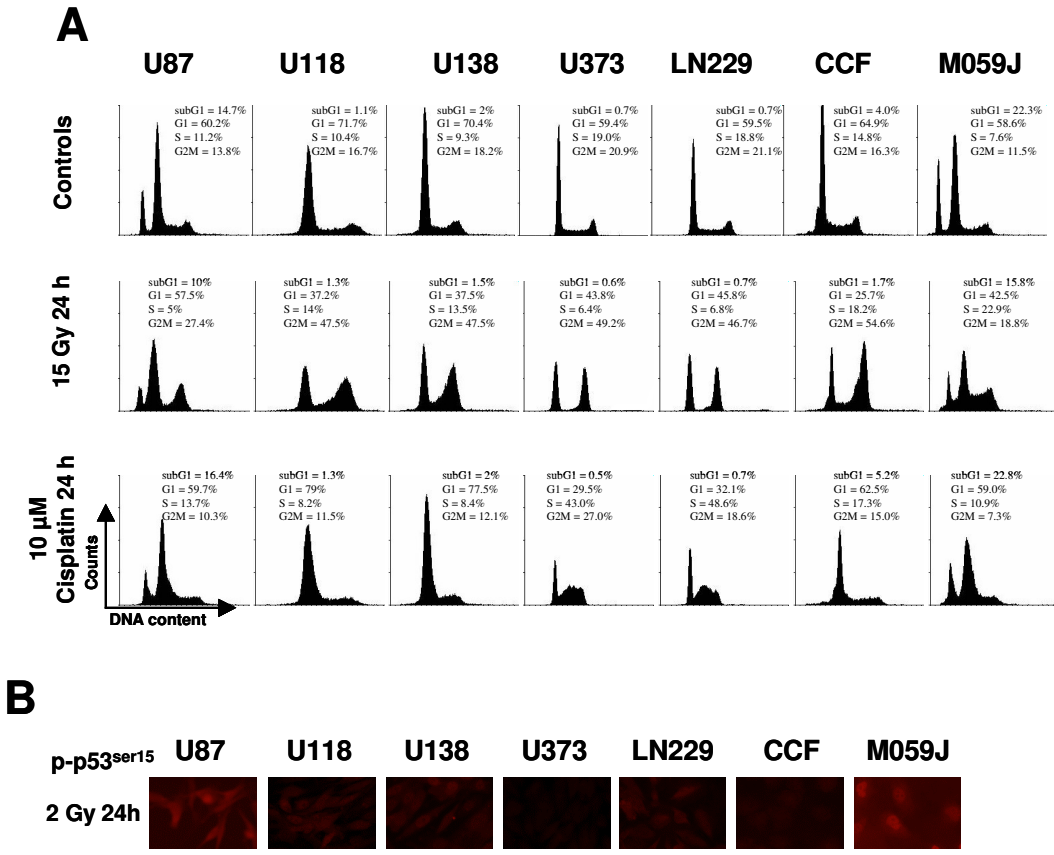 A
U87 U118 U138 U373 LN229 CCF M059J
Controls
subG1 = 14.7%
G1 = 60.2%
S = 11.2%
G2M = 13.8%
subG1 = 1.1%
G1 = 71.7%
S = 10.4%
G2M = 16.7%
subG1 = 2%
G1 = 70.4%
S = 9.3%
G2M = 18.2%
subG1 = 0.7%
G1 = 59.4%
S = 19.0%
G2M = 20.9%
subG1 = 0.7%
G1 = 59.5%
S = 18.8%
G2M = 21.1%
subG1 = 4.0%
G1 = 64.9%
S = 14.8%
G2M = 16.3%
subG1 = 22.3%
G1 = 58.6%
S = 7.6%
G2M = 11.5%
15 Gy 24 h
subG1 = 10%
G1 = 57.5%
S = 5%
G2M = 27.4%
subG1 = 1.3%
G1 = 37.2%
S = 14%
G2M = 47.5%
subG1 = 1.5%
G1 = 37.5%
S = 13.5%
G2M = 47.5%
subG1 = 0.6%
G1 = 43.8%
S = 6.4%
G2M = 49.2%
subG1 = 0.7%
G1 = 45.8%
S = 6.8%
G2M = 46.7%
subG1 = 1.7%
G1 = 25.7%
S = 18.2%
G2M = 54.6%
subG1 = 15.8%
G1 = 42.5%
S = 22.9%
G2M = 18.8%
10 µM
Cisplatin 24 h
subG1 = 16.4%
G1 = 59.7%
S = 13.7%
G2M = 10.3%
subG1 = 1.3%
G1 = 79%
S = 8.2%
G2M = 11.5%
subG1 = 2%
G1 = 77.5%
S = 8.4%
G2M = 12.1%
subG1 = 0.5%
G1 = 29.5%
S = 43.0%
G2M = 27.0%
subG1 = 0.7%
G1 = 32.1%
S = 48.6%
G2M = 18.6%
subG1 = 5.2%
G1 = 62.5%
S = 17.3%
G2M = 15.0%
subG1 = 22.8%
G1 = 59.0%
S = 10.9%
G2M = 7.3%
Counts
DNA content
B
p-p53ser15 U87 U118 U138 U373 LN229 CCF M059J
2 Gy 24h